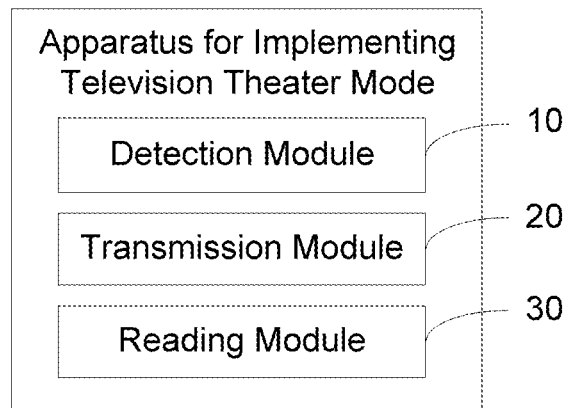 Apparatus for Implementing
Television Theater Mode
Detection Module
10
Transmission Module
20
Reading Module
30